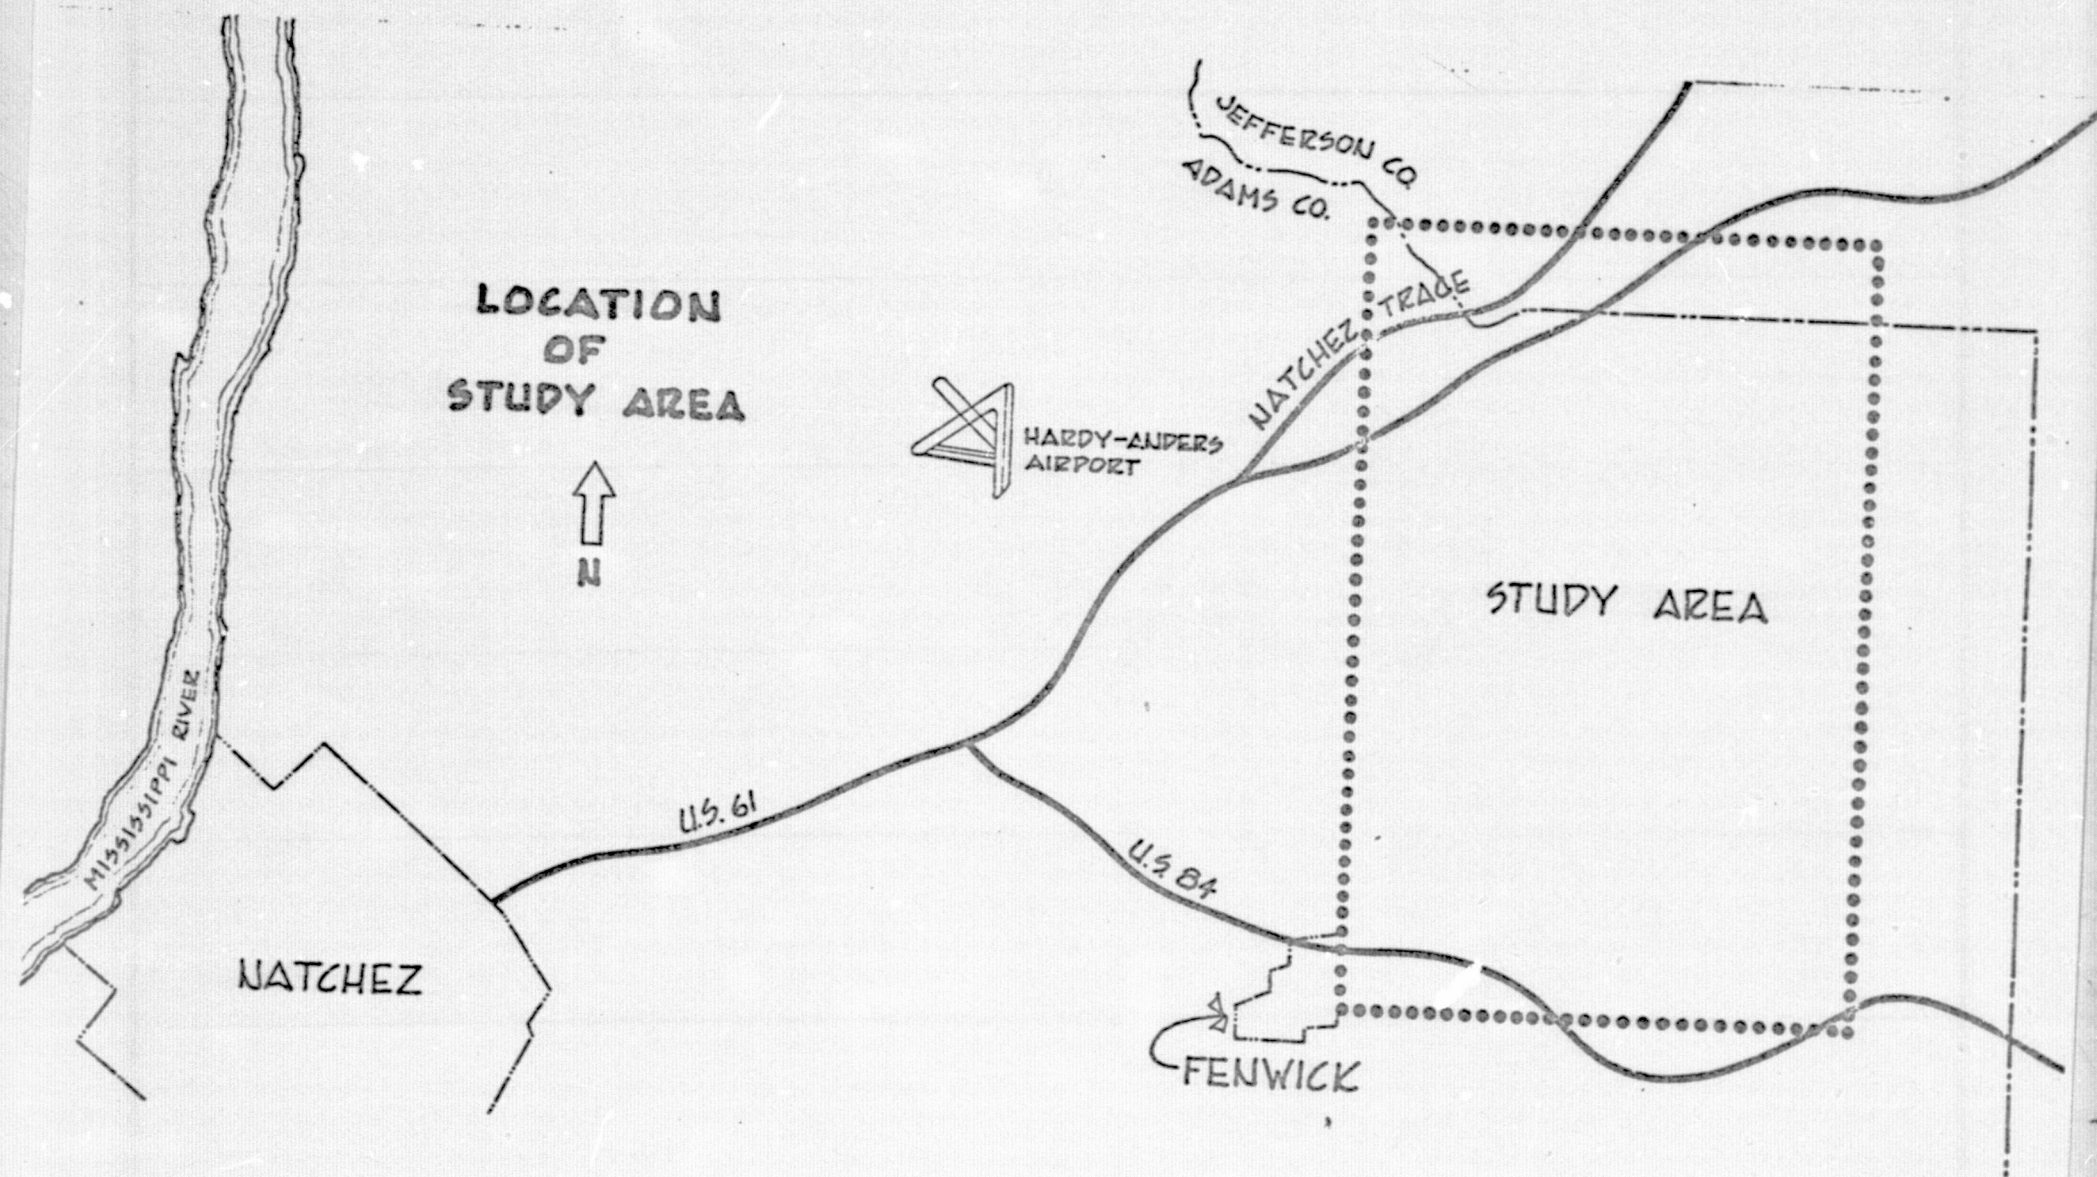 JEFFERSON CO.
ADAMS CO.
LOCATION
OF
STUDY AREA
N
NATCHEZ TRACE
HARDY-ANDERS
AIRPORT
STUDY AREA
MISSISSIPPI RIVER
U.S. 61
U.S. 84
NATCHEZ
FENWICK